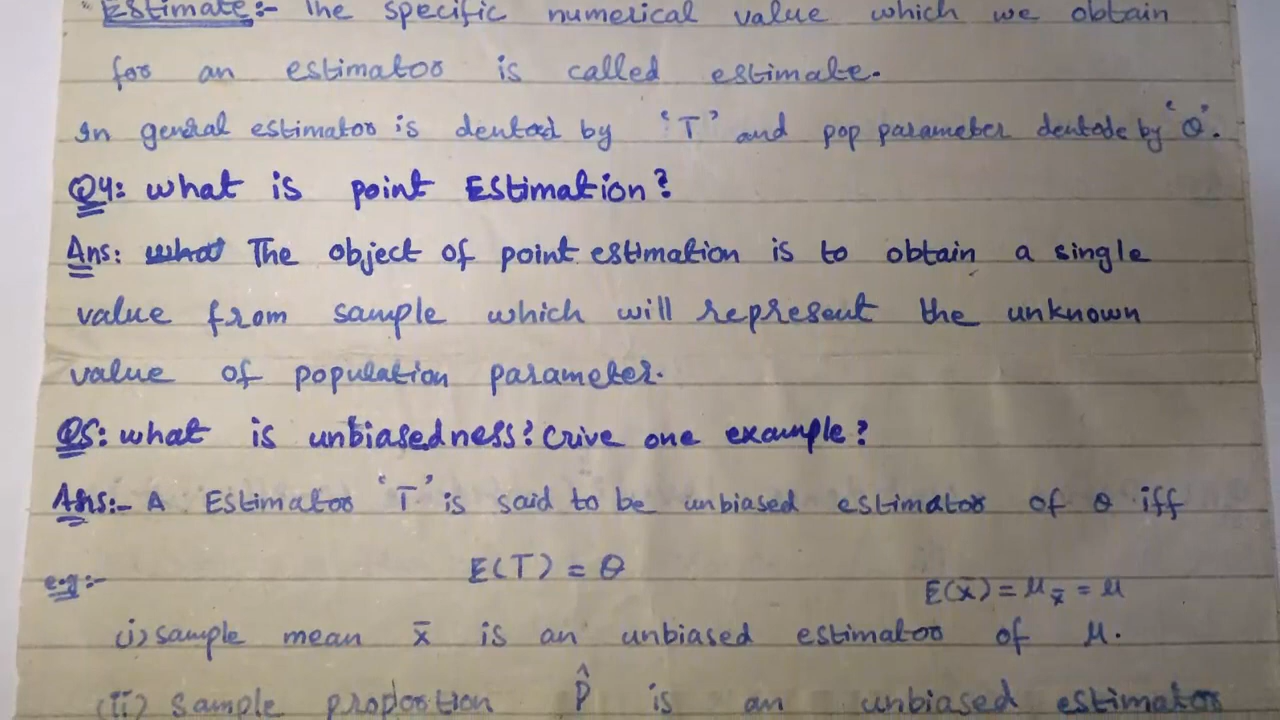 Estimate:- The specific numerical value which we obtain
for an estimator is called estimate.
In general estimator is dented by 'T' and pop parameter dentode by 'θ'.
Q4: What is point Estimation?
Ans: what The object of point estimation is to obtain a single
value from sample which will represent the unknown
value of population parameter.
Q5: What is unbiasedness? Give one example?
Ans:- A Estimator 'T' is said to be unbiased estimator of θ iff
E(T) = θ
e.g:- E(x̄) = μx̄ = μ
(i) sample mean x̄ is an unbiased estimator of μ.
(ii) sample proportion P̂ is an unbiased estimator